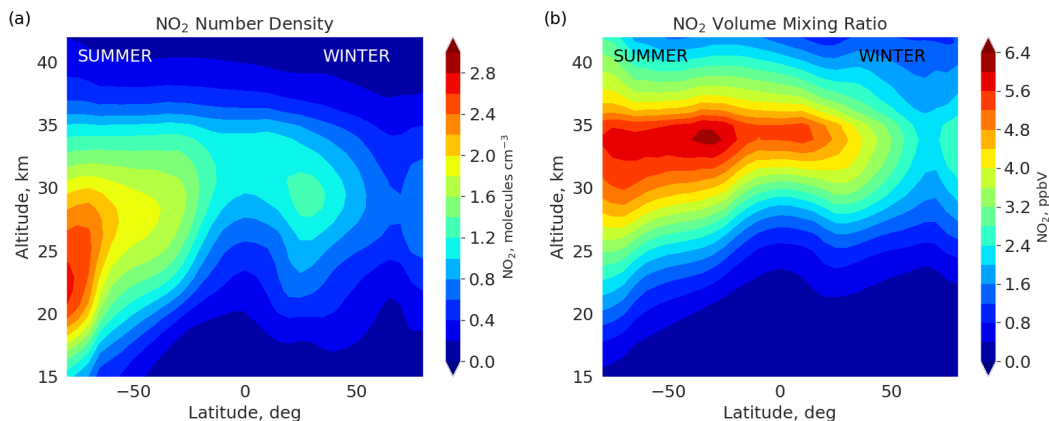 (a)
NO₂ Number Density
SUMMER
WINTER
40
35
30
25
20
15
Altitude, km
−50
0
50
Latitude, deg
2.8
2.4
2.0
1.6
1.2
0.8
0.4
0.0
NO₂, molecules cm⁻³
(b)
NO₂ Volume Mixing Ratio
SUMMER
WINTER
40
35
30
25
20
15
Altitude, km
−50
0
50
Latitude, deg
6.4
5.6
4.8
4.0
3.2
2.4
1.6
0.8
0.0
NO₂, ppbV